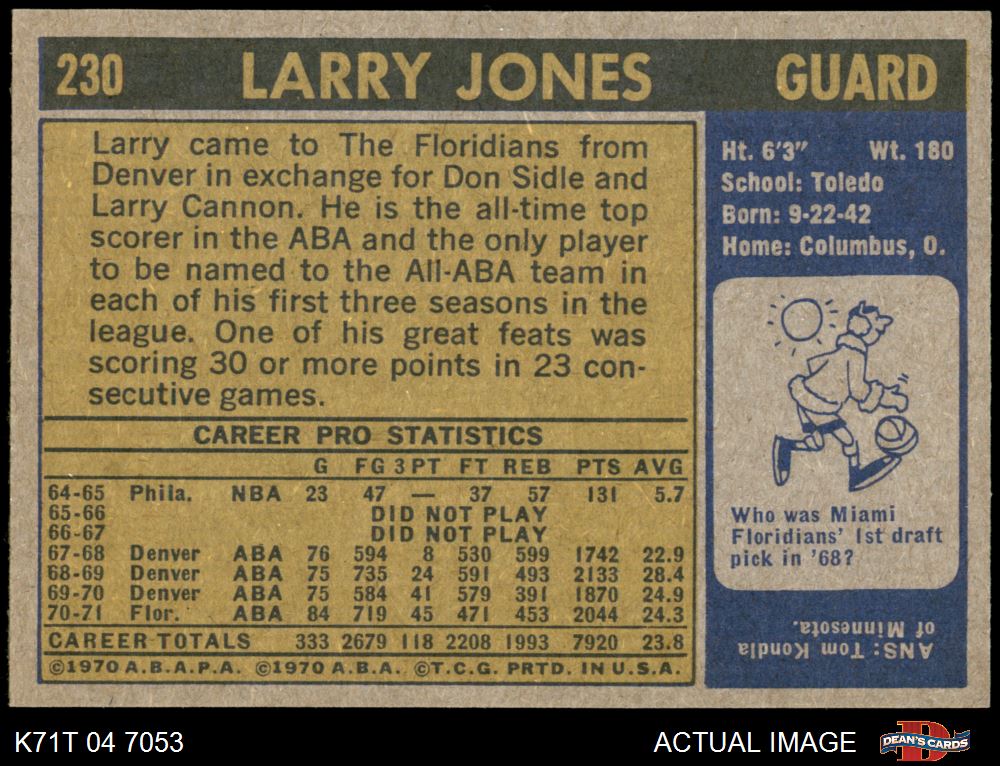 230 LARRY JONES GUARD
Larry came to The Floridians from
Denver in exchange for Don Sidle and
Larry Cannon. He is the all-time top
scorer in the ABA and the only player
to be named to the All-ABA team in
each of his first three seasons in the
league. One of his great feats was
scoring 30 or more points in 23 con-
secutive games.
CAREER PRO STATISTICS
G FG 3 PT FT REB PTS AVG
64-65 Phila. NBA 23 47 — 37 57 131 5.7
65-66 DID NOT PLAY
66-67 DID NOT PLAY
67-68 Denver ABA 76 594 8 530 599 1742 22.9
68-69 Denver ABA 75 735 24 591 493 2133 28.4
69-70 Denver ABA 75 584 41 579 391 1870 24.9
70-71 Flor. ABA 84 719 45 471 453 2044 24.3
CAREER TOTALS 333 2679 118 2208 1993 7920 23.8
©1970 A.B.A.P.A. ©1970 A.B.A. ©T.C.G. PRTD. IN U.S.A.
Ht. 6'3" Wt. 180
School: Toledo
Born: 9-22-42
Home: Columbus, O.
Who was Miami
Floridians' 1st draft
pick in '68?
ANS: Tom Kondla
of Minnesota.
K71T 04 7053 ACTUAL IMAGE
D
DEAN'S CARDS